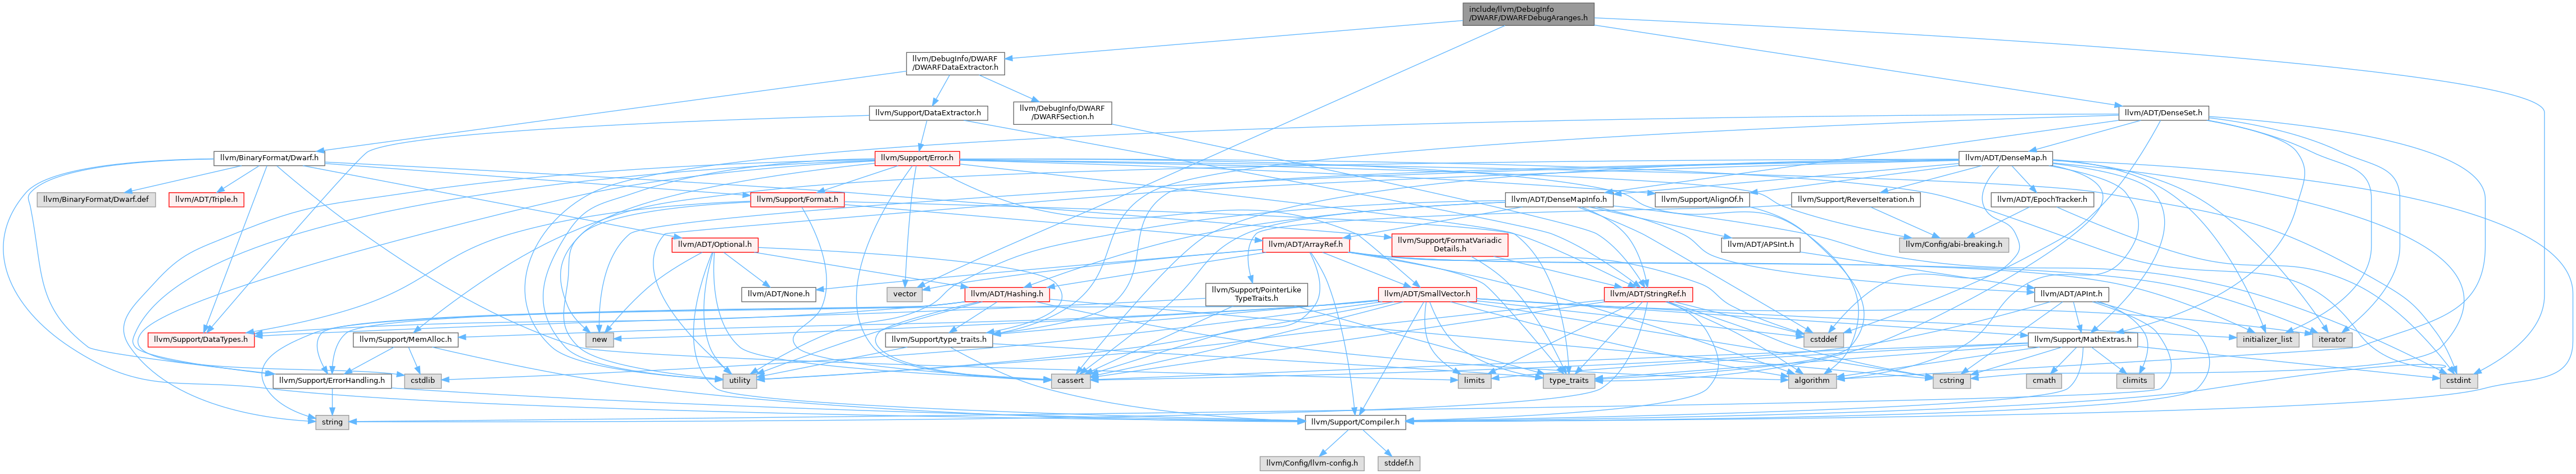 include/llvm/DebugInfo
/DWARF/DWARFDebugAranges.h
llvm/DebugInfo/DWARF
/DWARFDataExtractor.h
llvm/Support/DataExtractor.h
llvm/DebugInfo/DWARF
/DWARFSection.h
llvm/ADT/DenseSet.h
llvm/BinaryFormat/Dwarf.h
llvm/Support/Error.h
llvm/ADT/DenseMap.h
llvm/BinaryFormat/Dwarf.def
llvm/ADT/Triple.h
llvm/Support/Format.h
llvm/ADT/DenseMapInfo.h
llvm/Support/AlignOf.h
llvm/Support/ReverseIteration.h
llvm/ADT/EpochTracker.h
llvm/ADT/Optional.h
llvm/Support/FormatVariadic
Details.h
llvm/ADT/ArrayRef.h
llvm/ADT/APSInt.h
llvm/Config/abi-breaking.h
llvm/ADT/None.h
vector
llvm/ADT/Hashing.h
llvm/Support/PointerLike
TypeTraits.h
llvm/ADT/SmallVector.h
llvm/ADT/StringRef.h
llvm/ADT/APInt.h
llvm/Support/DataTypes.h
llvm/Support/MemAlloc.h
new
llvm/Support/type_traits.h
cstddef
llvm/Support/MathExtras.h
initializer_list
iterator
llvm/Support/ErrorHandling.h
cstdlib
utility
cassert
limits
type_traits
algorithm
cstring
cmath
climits
cstdint
string
llvm/Support/Compiler.h
llvm/Config/llvm-config.h
stddef.h